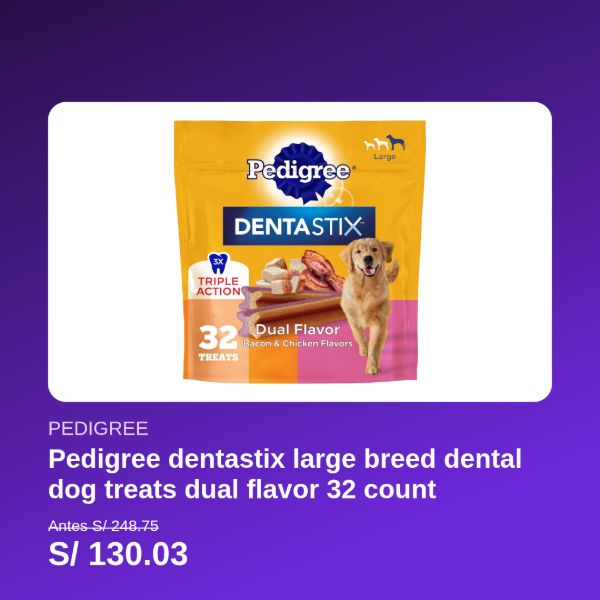 Pedigree
Large
DENTASTIX
3X
TRIPLE
ACTION
32
TREATS
Dual Flavor
Bacon & Chicken Flavors
PEDIGREE
Pedigree dentastix large breed dental
dog treats dual flavor 32 count
Antes S/ 248.75
S/ 130.03